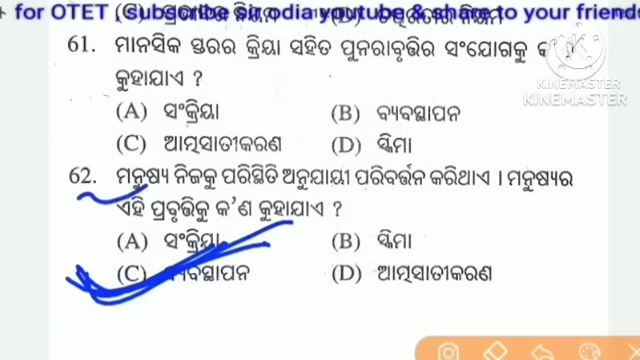 for OTET , subscribe sir odia youtube & share to your friends
61. ମାନସିକ ସ୍ତରର କ୍ରିୟା ସହିତ ପୁନରାବୃତ୍ତିର ସଂଯୋଗକୁ
କୁହାଯାଏ ?
(A) ସଂକ୍ରିୟା (B) ବ୍ୟବସ୍ଥାପନ
(C) ଆତ୍ମସାତୀକରଣ (D) ସ୍କିମା
62. ମନୁଷ୍ୟ ନିଜକୁ ପରିସ୍ଥିତି ଅନୁଯାୟୀ ପରିବର୍ତ୍ତନ କରିଥାଏ । ମନୁଷ୍ୟର
ଏହି ପ୍ରବୃତ୍ତିକୁ କ'ଣ କୁହାଯାଏ ?
(A) ସଂକ୍ରିୟା (B) ସ୍କିମା
(C) ବ୍ୟବସ୍ଥାପନ (D) ଆତ୍ମସାତୀକରଣ
KINEMASTER
KINEMASTER